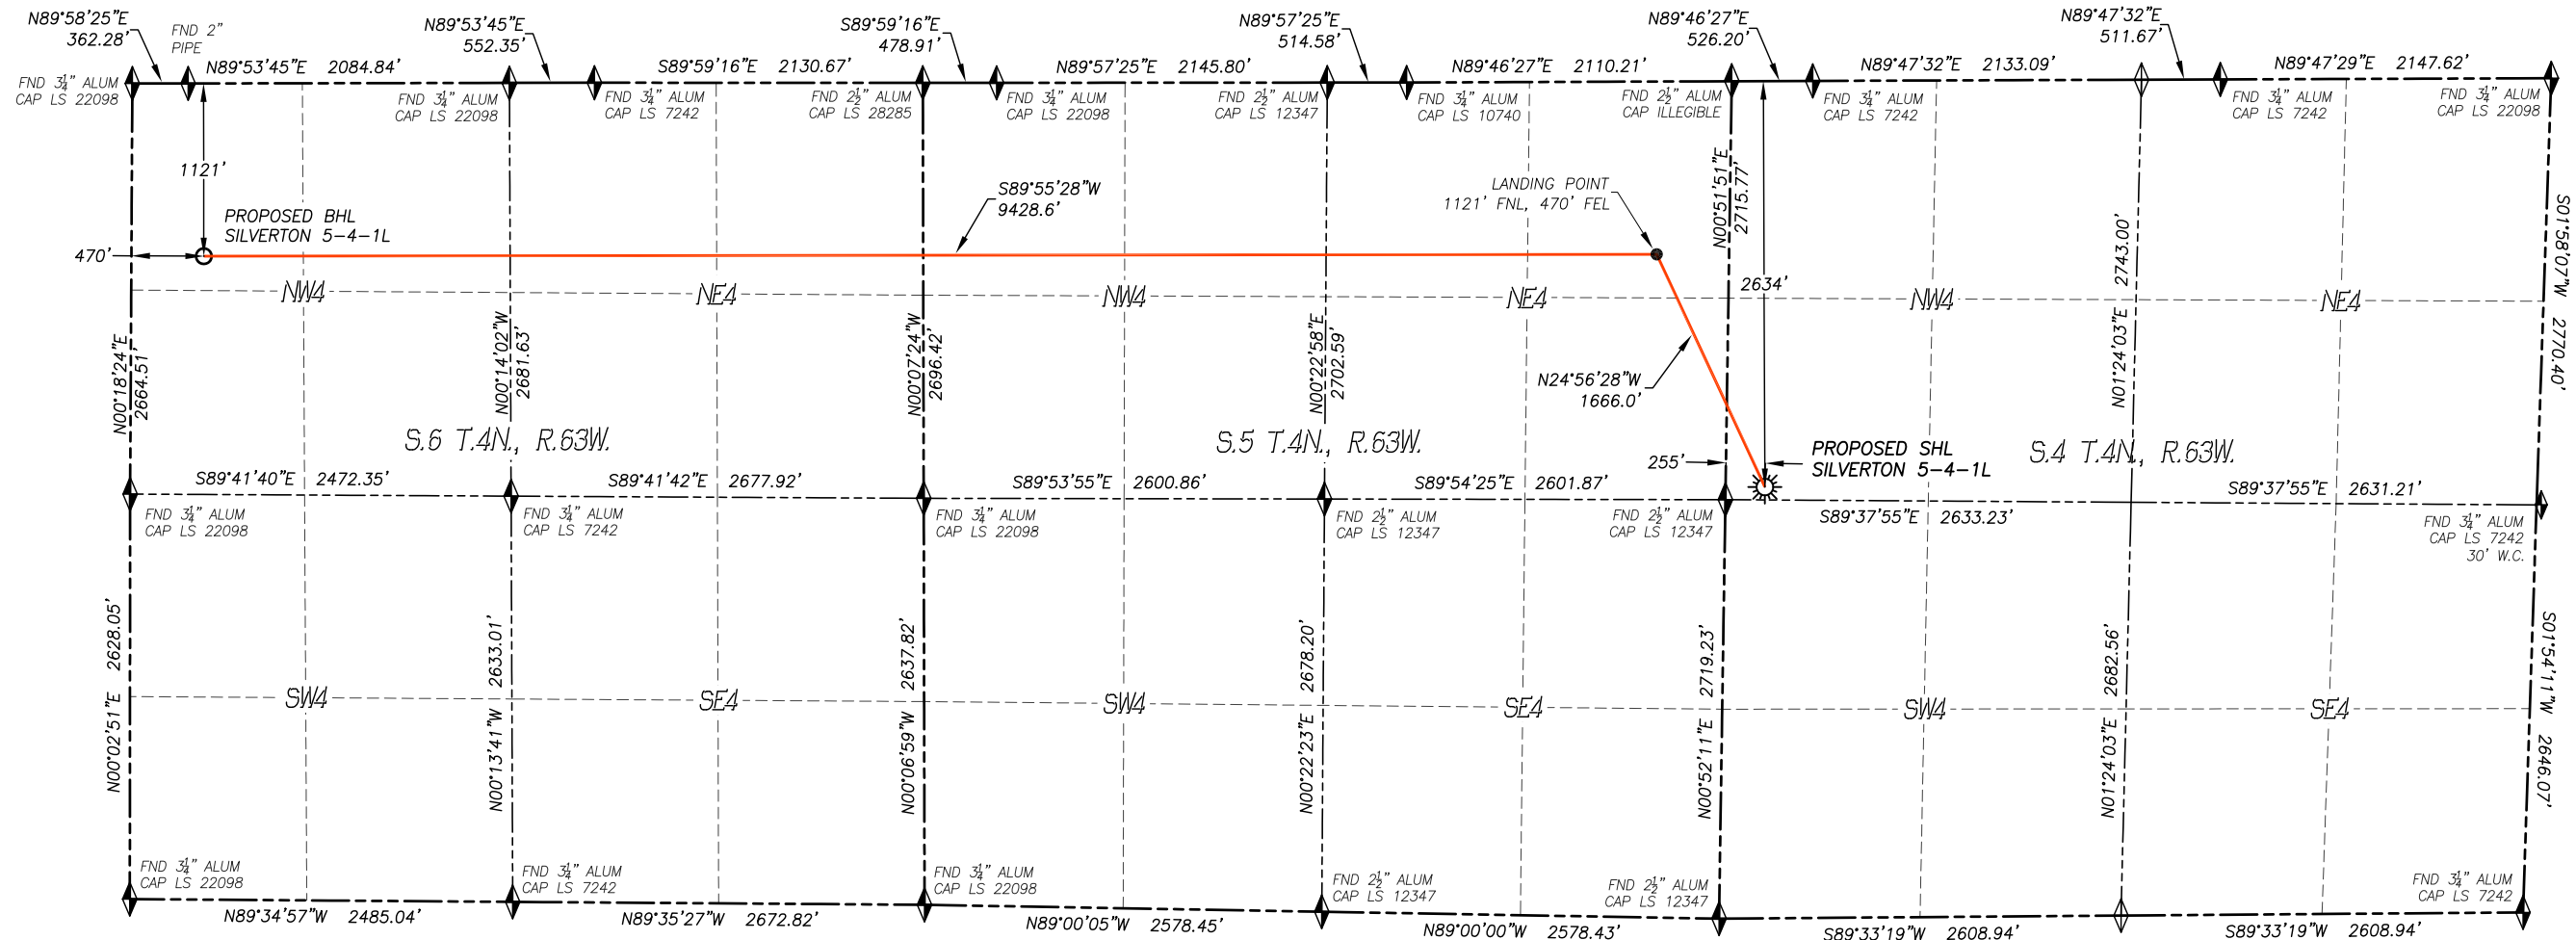 N89°58'25"E
362.28'
FND 2"
PIPE
N89°53'45"E 2084.84'
N89°53'45"E
552.35'
S89°59'16"E 2130.67'
S89°59'16"E
478.91'
N89°57'25"E 2145.80'
N89°57'25"E
514.58'
N89°46'27"E 2110.21'
N89°46'27"E
526.20'
N89°47'32"E 2133.09'
N89°47'32"E
511.67'
N89°47'29"E 2147.62'
FND 3¼" ALUM
CAP LS 22098
FND 3¼" ALUM
CAP LS 22098
FND 3¼" ALUM
CAP LS 7242
FND 2½" ALUM
CAP LS 28285
FND 3¼" ALUM
CAP LS 22098
FND 2½" ALUM
CAP LS 12347
FND 3¼" ALUM
CAP LS 10740
FND 2½" ALUM
CAP ILLEGIBLE
FND 3¼" ALUM
CAP LS 7242
FND 3¼" ALUM
CAP LS 7242
FND 3¼" ALUM
CAP LS 22098
1121'
PROPOSED BHL
SILVERTON 5-4-1L
470'
S89°55'28"W
9428.6'
LANDING POINT
1121' FNL, 470' FEL
N00°51'51"E
2715.77'
2634'
NW4
NE4
NW4
NE4
NW4
NE4
N00°18'24"E
2664.51'
N00°14'02"W
2681.63'
N00°07'24"W
2696.42'
N00°22'58"E
2702.59'
N24°56'28"W
1666.0'
N01°24'03"E 2743.00'
S01°58'07"W 2770.40'
S.6 T.4N., R.63W.
S.5 T.4N., R.63W.
S.4 T.4N., R.63W.
255'
PROPOSED SHL
SILVERTON 5-4-1L
S89°41'40"E 2472.35'
S89°41'42"E 2677.92'
S89°53'55"E 2600.86'
S89°54'25"E 2601.87'
S89°37'55"E 2633.23'
S89°37'55"E 2631.21'
FND 3¼" ALUM
CAP LS 22098
FND 3¼" ALUM
CAP LS 7242
FND 3¼" ALUM
CAP LS 22098
FND 2½" ALUM
CAP LS 12347
FND 2½" ALUM
CAP LS 12347
FND 3¼" ALUM
CAP LS 7242
30' W.C.
N00°02'51"E 2628.05'
N00°13'41"W 2633.01'
N00°06'59"W 2637.82'
N00°22'23"E 2678.20'
N00°52'11"E 2719.23'
N01°24'03"E 2682.56'
S01°54'11"W 2646.07'
SW4
SE4
SW4
SE4
SW4
SE4
FND 3¼" ALUM
CAP LS 22098
FND 3¼" ALUM
CAP LS 7242
FND 3¼" ALUM
CAP LS 22098
FND 2½" ALUM
CAP LS 12347
FND 2½" ALUM
CAP LS 12347
FND 3¼" ALUM
CAP LS 7242
N89°34'57"W 2485.04'
N89°35'27"W 2672.82'
N89°00'05"W 2578.45'
N89°00'00"W 2578.43'
S89°33'19"W 2608.94'
S89°33'19"W 2608.94'